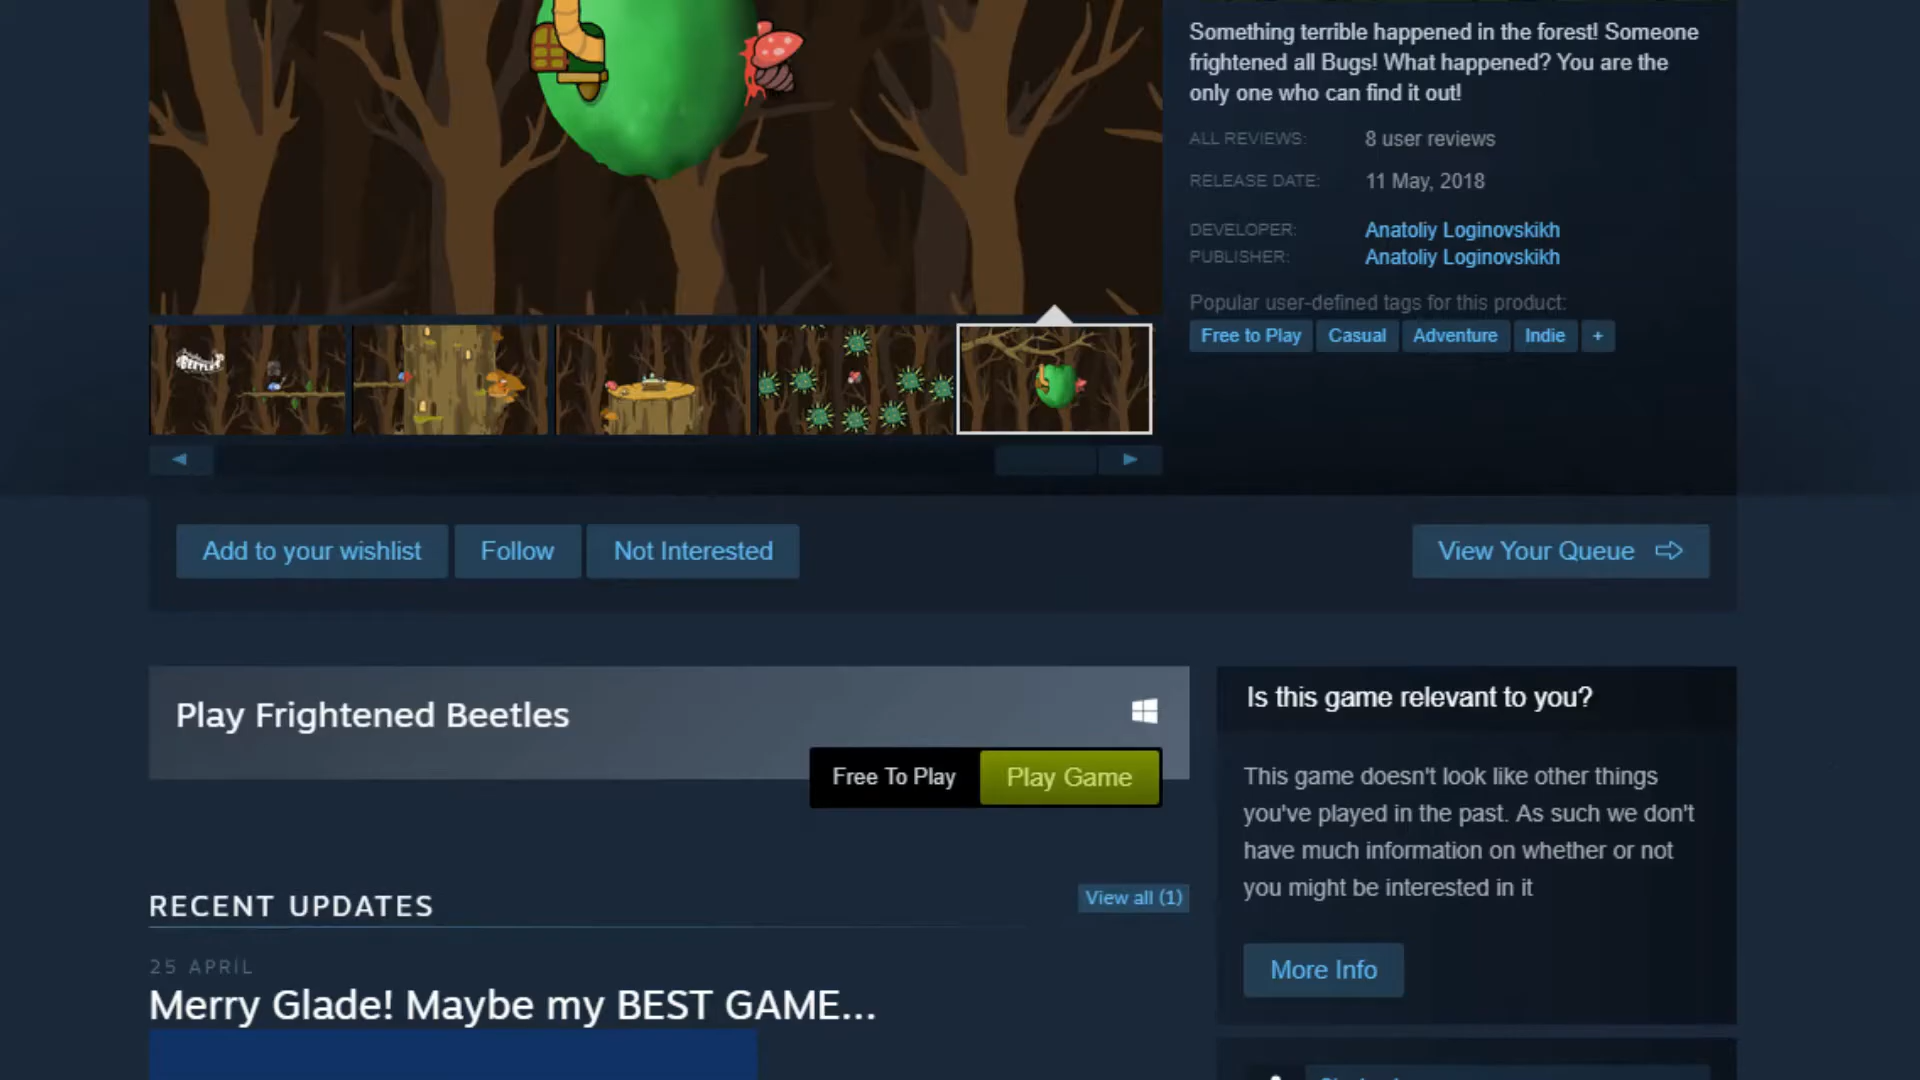 Something terrible happened in the forest! Someone
frightened all Bugs! What happened? You are the
only one who can find it out!
ALL REVIEWS: 8 user reviews
RELEASE DATE: 11 May, 2018
DEVELOPER: Anatoliy Loginovskikh
PUBLISHER: Anatoliy Loginovskikh
Popular user-defined tags for this product:
Free to Play Casual Adventure Indie +
Add to your wishlist Follow Not Interested View Your Queue
Play Frightened Beetles
Free To Play Play Game
Is this game relevant to you?
This game doesn't look like other things
you've played in the past. As such we don't
have much information on whether or not
you might be interested in it
More Info
RECENT UPDATES View all (1)
25 APRIL
Merry Glade! Maybe my BEST GAME...